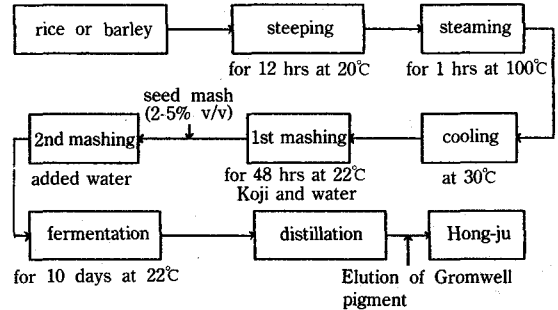 rice or barley
steeping
steaming
for 12 hrs at 20℃
for 1 hrs at 100℃
seed mash
(2-5% v/v)
2nd mashing
1st mashing
cooling
added water
for 48 hrs at 22℃
Koji and water
at 30℃
fermentation
distillation
Hong-ju
for 10 days at 22℃
Elution of Gromwell
pigment